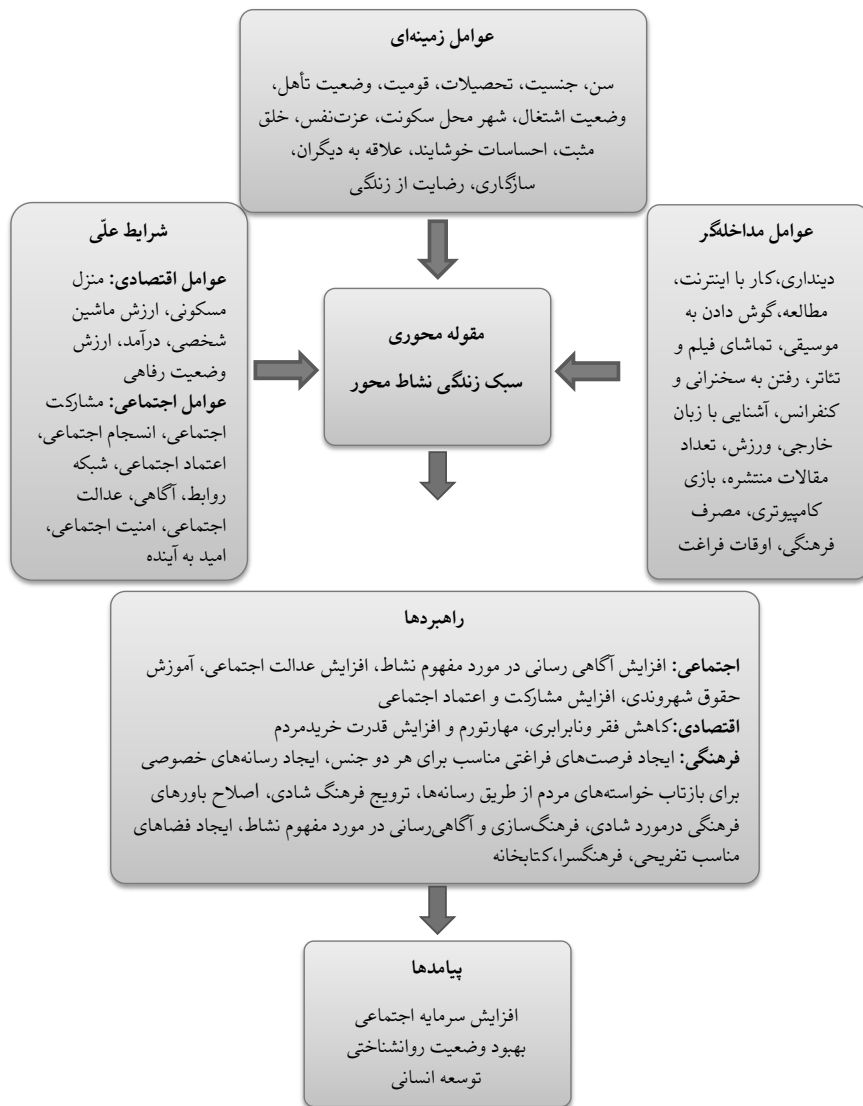 عوامل زمینه‌ای
سن، جنسیت، تحصیلات، قومیت، وضعیت تأهل،
وضعیت اشتغال، شهر محل سکونت، عزت‌نفس، خلق
مثبت، احساسات خوشایند، علاقه به دیگران،
سازگاری، رضایت از زندگی
عوامل مداخله‌گر
دینداری،کار با اینترنت،
مطالعه،گوش دادن به
موسیقی، تماشای فیلم و
تئاتر، رفتن به سخنرانی و
کنفرانس، آشنایی با زبان
خارجی، ورزش، تعداد
مقالات منتشره، بازی
کامپیوتری، مصرف
فرهنگی، اوقات فراغت
مقوله محوری
سبک زندگی نشاط محور
شرایط علّی
عوامل اقتصادی: منزل
مسکونی، ارزش ماشین
شخصی، درآمد، ارزش
وضعیت رفاهی
عوامل اجتماعی: مشارکت
اجتماعی، انسجام اجتماعی،
اعتماد اجتماعی، شبکه
روابط، آگاهی، عدالت
اجتماعی، امنیت اجتماعی،
امید به آینده
راهبردها
اجتماعی: افزایش آگاهی رسانی در مورد مفهوم نشاط، افزایش عدالت اجتماعی، آموزش
حقوق شهروندی، افزایش مشارکت و اعتماد اجتماعی
اقتصادی:کاهش فقر ونابرابری، مهارتورم و افزایش قدرت خریدمردم
فرهنگی: ایجاد فرصت‌های فراغتی مناسب برای هر دو جنس، ایجاد رسانه‌های خصوصی
برای بازتاب خواسته‌های مردم از طریق رسانه‌ها، ترویج فرهنگ شادی، اصلاح باورهای
فرهنگی درمورد شادی، فرهنگ‌سازی و آگاهی‌رسانی در مورد مفهوم نشاط، ایجاد فضاهای
مناسب تفریحی، فرهنگسرا،کتابخانه
پیامدها
افزایش سرمایه اجتماعی
بهبود وضعیت روانشناختی
توسعه انسانی